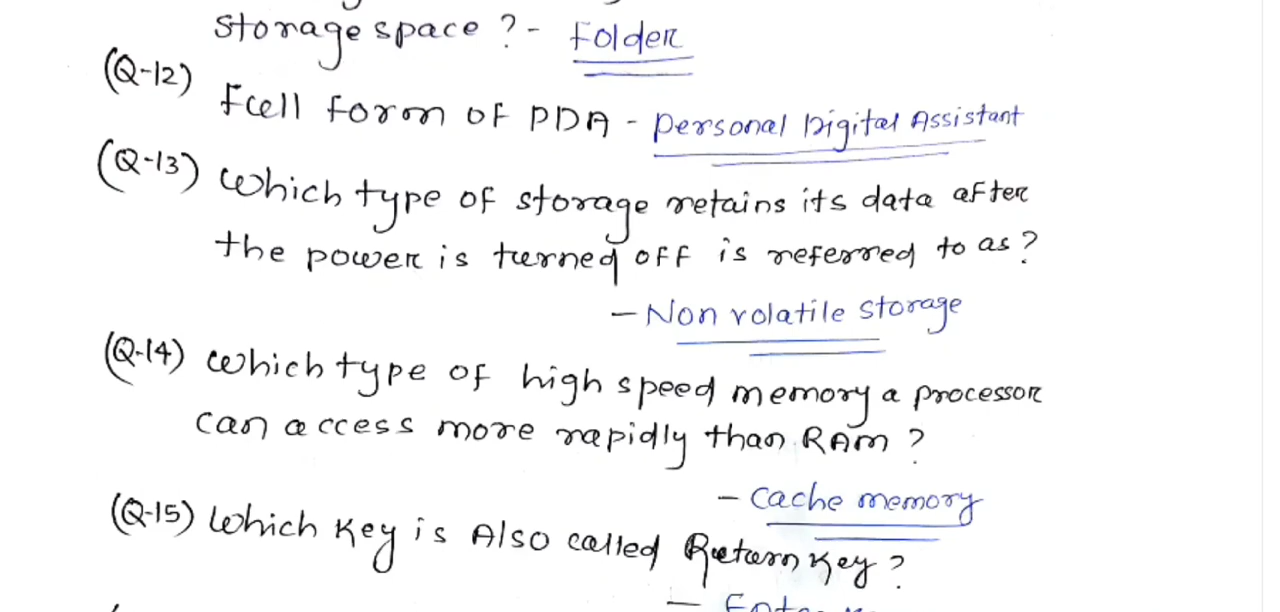 storage space ? - Folder
(Q-12) Full form of PDA - Personal Digital Assistant
(Q-13) Which type of storage retains its data after
the power is turned off is referred to as ?
- Non volatile storage
(Q-14) Which type of high speed memory a processor
can access more rapidly than RAM ?
- Cache memory
(Q-15) Which Key is Also called Return Key ?
- Enter